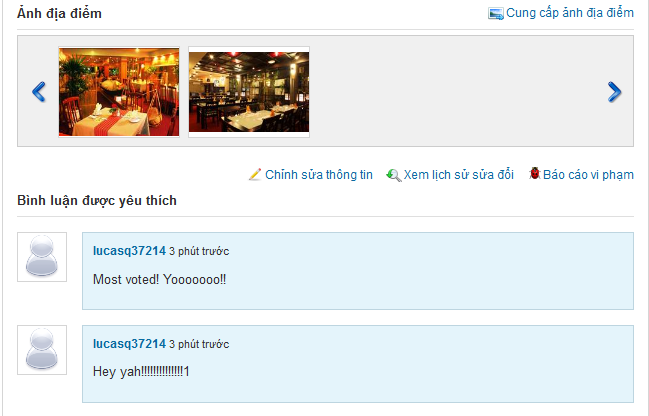 Ảnh địa điểm
Cung cấp ảnh địa điểm
Chỉnh sửa thông tin
Xem lịch sử sửa đổi
Báo cáo vi phạm
Bình luận được yêu thích
lucasq37214 3 phút trước
Most voted! Yooooooo!!
lucasq37214 3 phút trước
Hey yah!!!!!!!!!!!!!!1